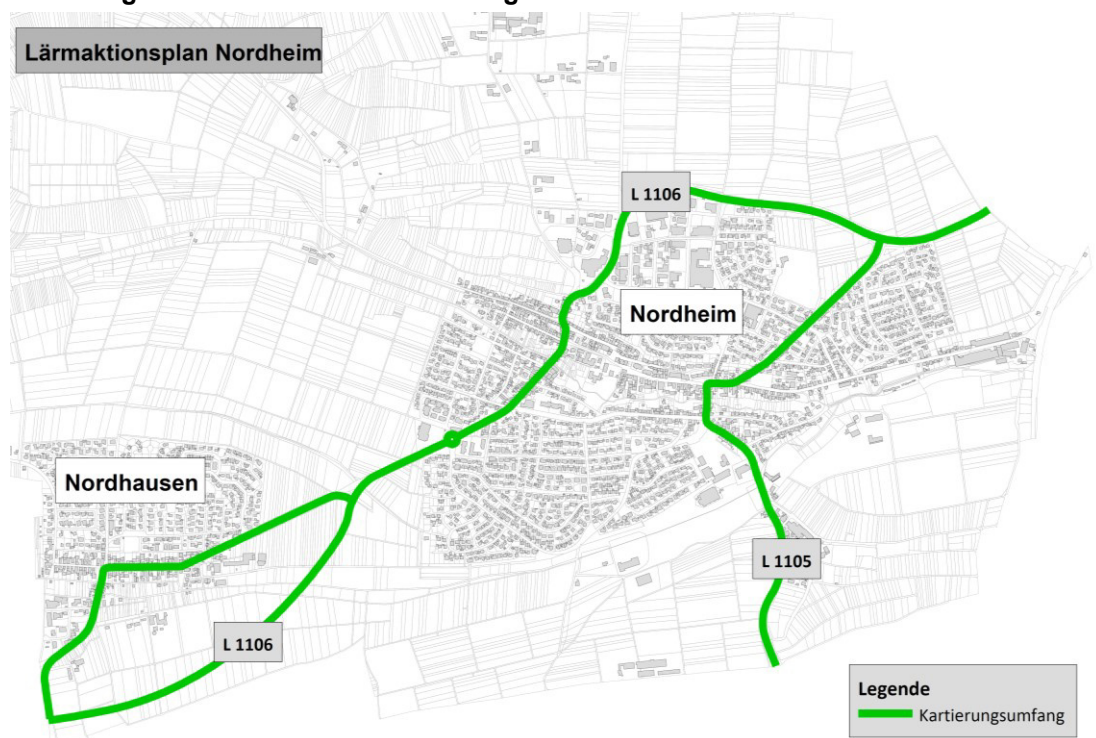 Lärmaktionsplan Nordheim
L 1106
Nordheim
Nordhausen
L 1105
L 1106
Legende
Kartierungsumfang